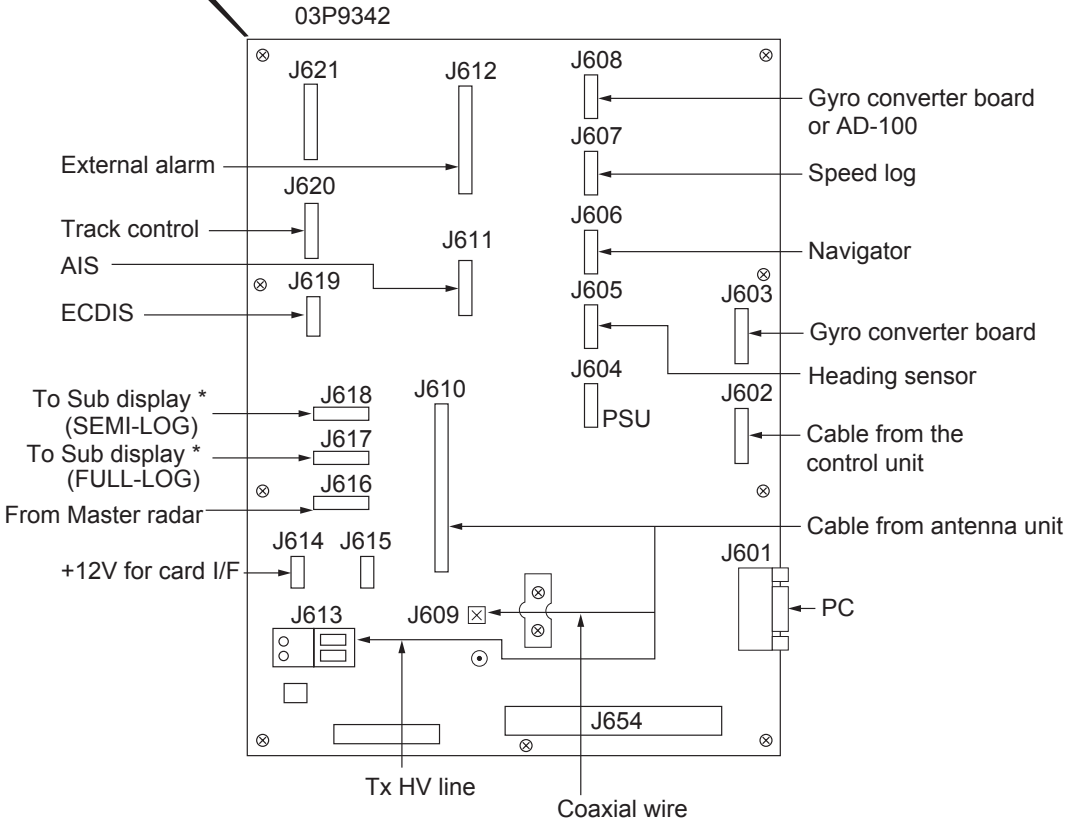 03P9342
J621
J612
J608
Gyro converter board
or AD-100
J607
External alarm
Speed log
J620
J606
Track control
J611
Navigator
AIS
J619
J605
J603
ECDIS
Gyro converter board
J604
Heading sensor
J610
J602
To Sub display *
(SEMI-LOG)
J618
PSU
To Sub display *
(FULL-LOG)
J617
Cable from the
control unit
J616
From Master radar
Cable from antenna unit
J614
J615
J601
+12V for card I/F
J613
J609
PC
J654
Tx HV line
Coaxial wire